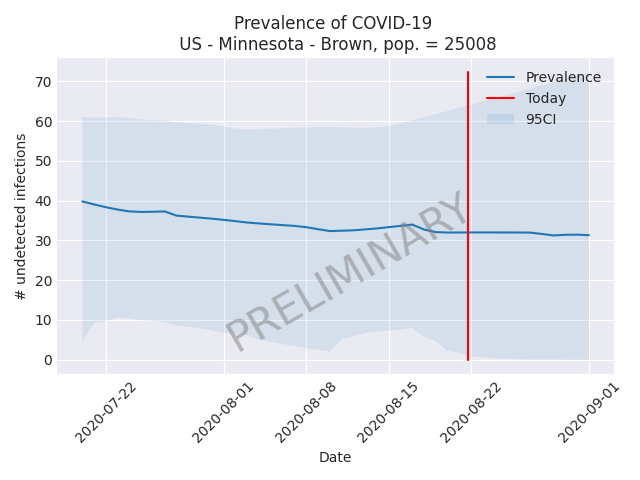 Prevalence of COVID-19
US - Minnesota - Brown, pop. = 25008
Prevalence
Today
95CI
# undetected infections
70
60
50
40
30
20
10
0
PRELIMINARY
2020-07-22
2020-08-01
2020-08-08
2020-08-15
2020-08-22
2020-09-01
Date